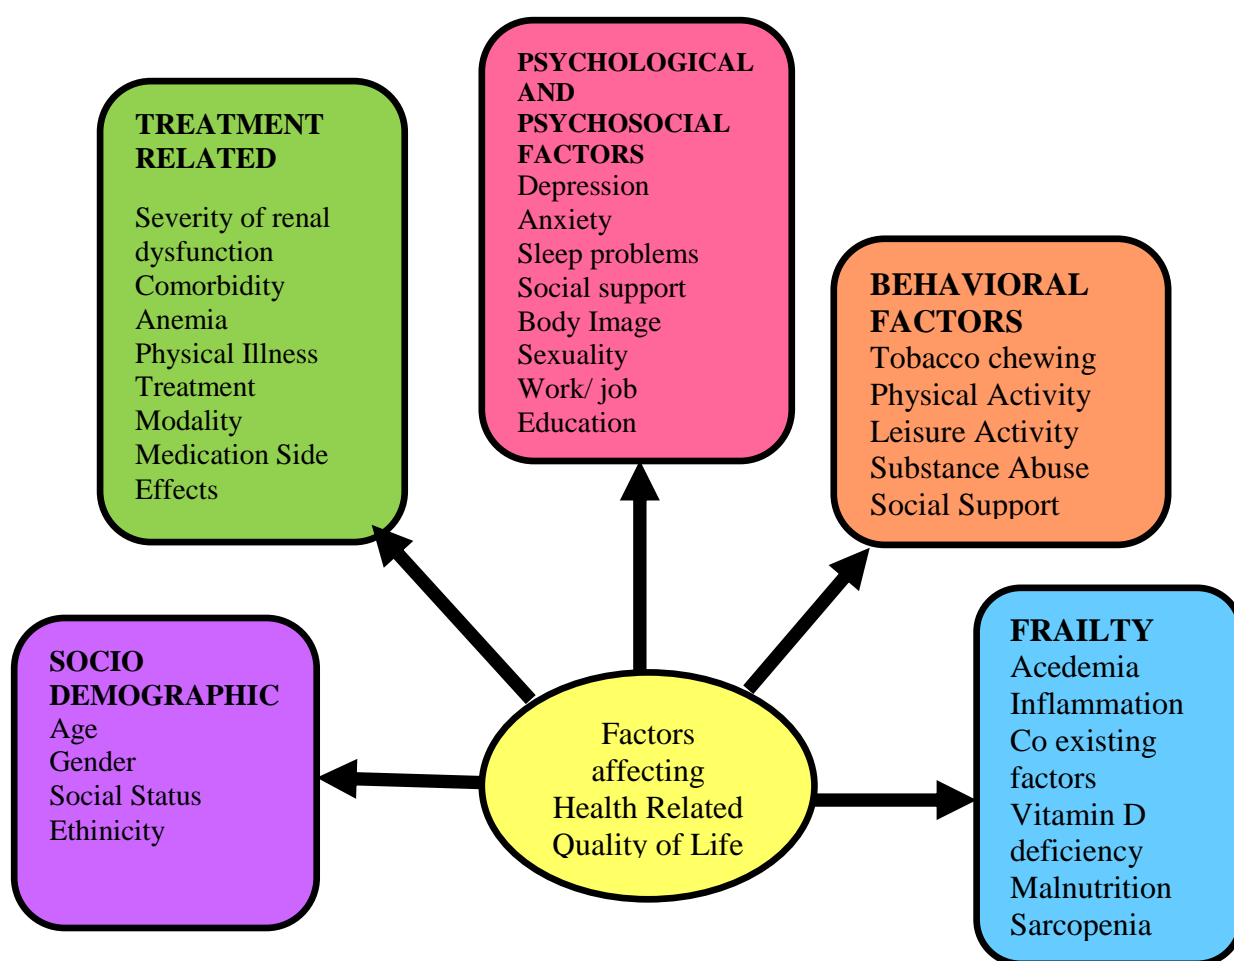 TREATMENT
RELATED
Severity of renal
dysfunction
Comorbidity
Anemia
Physical Illness
Treatment
Modality
Medication Side
Effects
PSYCHOLOGICAL
AND
PSYCHOSOCIAL
FACTORS
Depression
Anxiety
Sleep problems
Social support
Body Image
Sexuality
Work/ job
Education
BEHAVIORAL
FACTORS
Tobacco chewing
Physical Activity
Leisure Activity
Substance Abuse
Social Support
SOCIO
DEMOGRAPHIC
Age
Gender
Social Status
Ethinicity
Factors
affecting
Health Related
Quality of Life
FRAILTY
Acedemia
Inflammation
Co existing
factors
Vitamin D
deficiency
Malnutrition
Sarcopenia